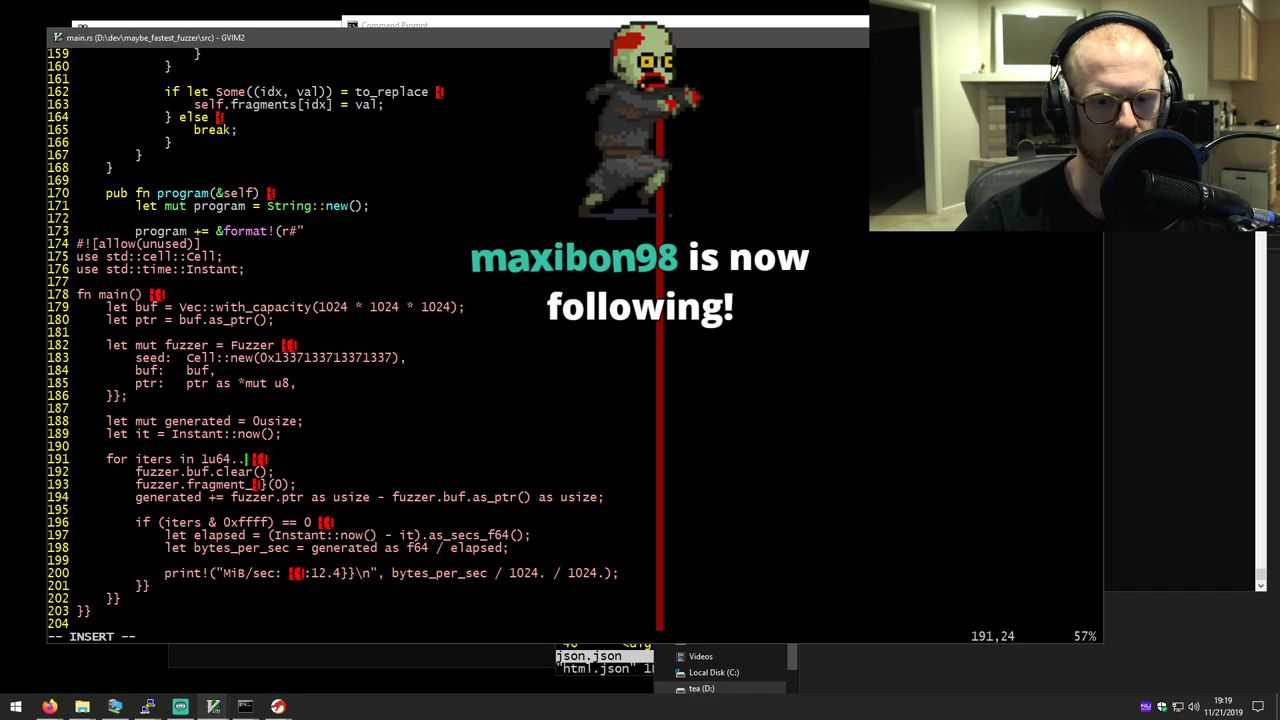 Command Prompt
main.rs (D:\dev\maybe_fastest_fuzzer\src) - GVIM2
159 }
160 }
161
162 if let Some((idx, val)) = to_replace {
163 self.fragments[idx] = val;
164 } else {
165 break;
166 }
167 }
168 }
169
170 pub fn program(&self) {
171 let mut program = String::new();
172
173 program += &format!(r#"
174 #![allow(unused)]
175 use std::cell::Cell;
176 use std::time::Instant;
177
178 fn main() {{
179 let buf = Vec::with_capacity(1024 * 1024 * 1024);
180 let ptr = buf.as_ptr();
181
182 let mut fuzzer = Fuzzer {{
183 seed: Cell::new(0x1337133713371337),
184 buf: buf,
185 ptr: ptr as *mut u8,
186 }};
187
188 let mut generated = 0usize;
189 let it = Instant::now();
190
191 for iters in 1u64.. {{
192 fuzzer.buf.clear();
193 fuzzer.fragment_{}(0);
194 generated += fuzzer.ptr as usize - fuzzer.buf.as_ptr() as usize;
195
196 if (iters & 0xffff) == 0 {{
197 let elapsed = (Instant::now() - it).as_secs_f64();
198 let bytes_per_sec = generated as f64 / elapsed;
199
200 print!("MiB/sec: {{:12.4}}\n", bytes_per_sec / 1024. / 1024.);
201 }}
202 }}
203 }}
204
-- INSERT -- 191,24 57%
maxibon98 is now
following!
json.json
"html.json"
Videos
Local Disk (C:)
tea (D:)
19:19
11/21/2019